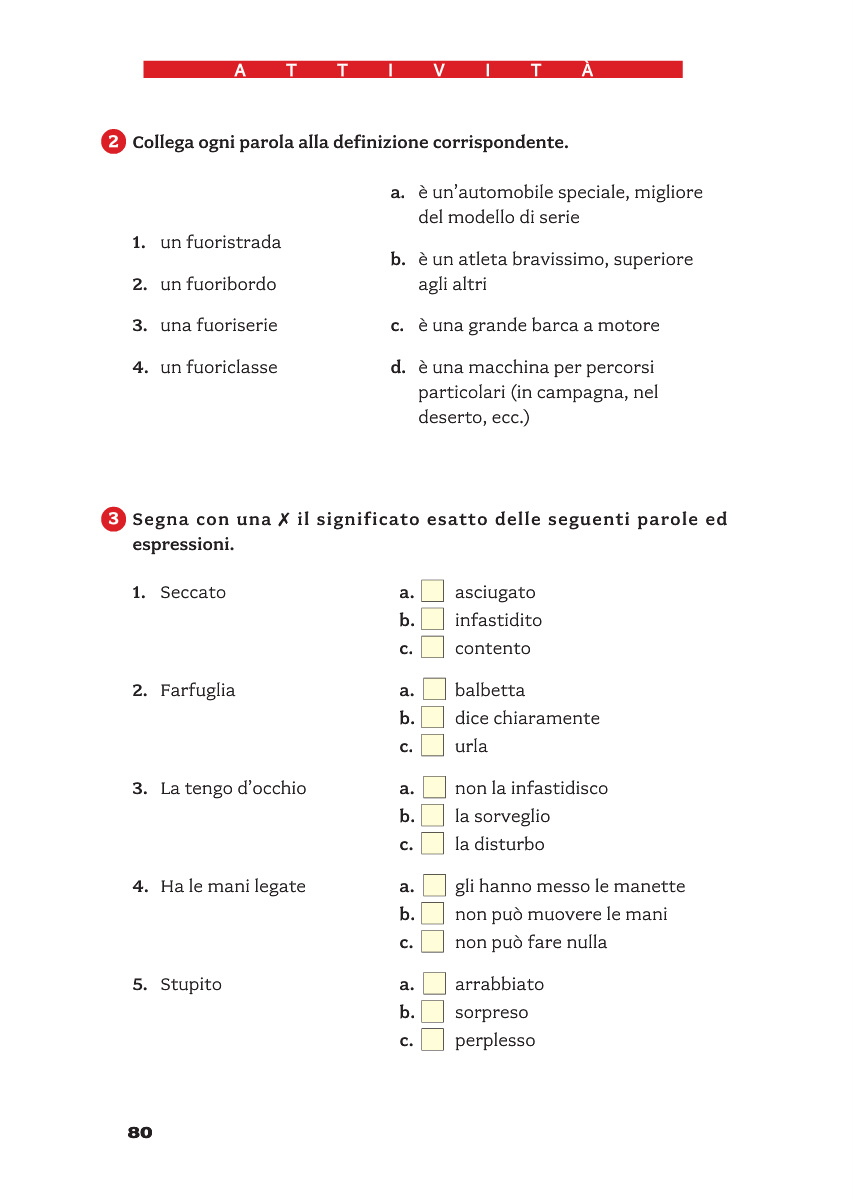 ATTIVITÀ
2 Collega ogni parola alla definizione corrispondente.
1. un fuoristrada
2. un fuoribordo
3. una fuoriserie
4. un fuoriclasse
a. è un’automobile speciale, migliore
del modello di serie
b. è un atleta bravissimo, superiore
agli altri
c. è una grande barca a motore
d. è una macchina per percorsi
particolari (in campagna, nel
deserto, ecc.)
3 Segna con una ✗ il significato esatto delle seguenti parole ed
espressioni.
1. Seccato
a. asciugato
b. infastidito
c. contento
2. Farfuglia
a. balbetta
b. dice chiaramente
c. urla
3. La tengo d’occhio
a. non la infastidisco
b. la sorveglio
c. la disturbo
4. Ha le mani legate
a. gli hanno messo le manette
b. non può muovere le mani
c. non può fare nulla
5. Stupito
a. arrabbiato
b. sorpreso
c. perplesso
80